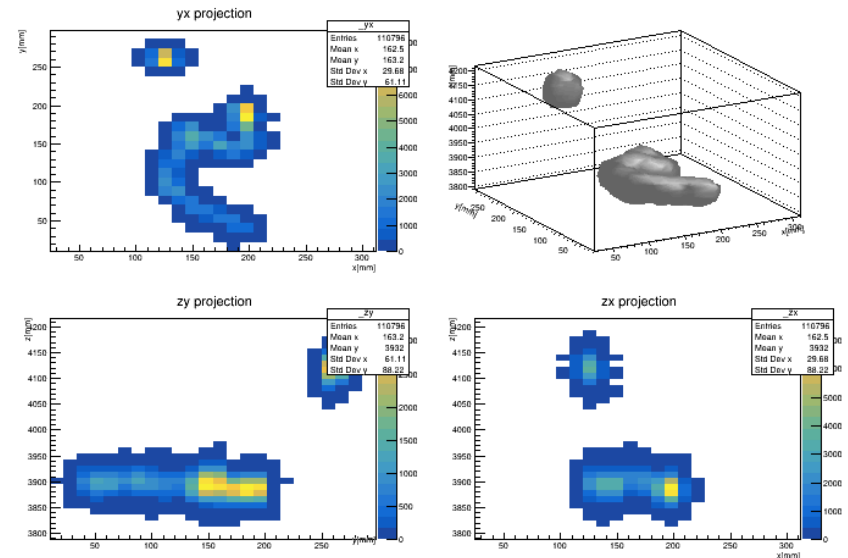 yx projection
_yx
Entries 110796
Mean x 162.5
Mean y 163.2
Std Dev x 29.68
Std Dev y 61.11
y[mm]
250
200
150
100
50
50 100 150 200 250 300
x[mm]
6000
5000
4000
3000
2000
1000
0
4200
4150
4100
4050
4000
3950
3900
3850
3800
y[mm]
250 200 150 100 50
50 100 150 200 250 300
x[mm]
zy projection
_zy
Entries 110796
Mean x 163.2
Mean y 3932
Std Dev x 61.11
Std Dev y 88.22
z[mm]
4200
4150
4100
4050
4000
3950
3900
3850
3800
50 100 150 200 250
y[mm]
2500
2000
1500
1000
500
0
zx projection
_zx
Entries 110796
Mean x 162.5
Mean y 3932
Std Dev x 29.68
Std Dev y 88.22
z[mm]
4200
4150
4100
4050
4000
3950
3900
3850
3800
50 100 150 200 250 300
x[mm]
5000
4000
3000
2000
1000
0